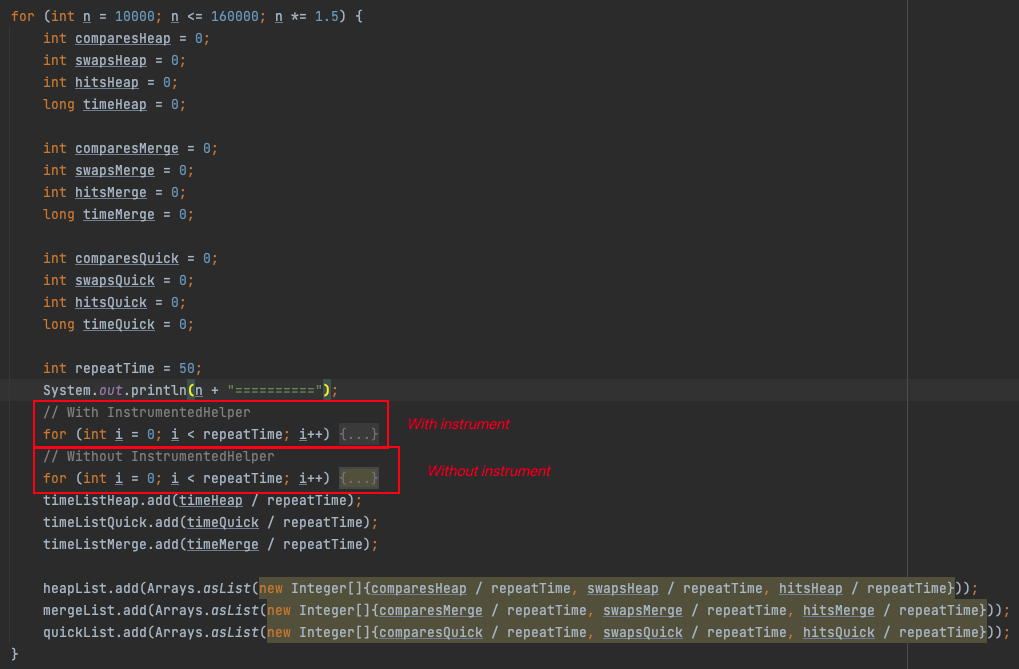 for (int n = 10000; n <= 160000; n *= 1.5) {
int comparesHeap = 0;
int swapsHeap = 0;
int hitsHeap = 0;
long timeHeap = 0;
int comparesMerge = 0;
int swapsMerge = 0;
int hitsMerge = 0;
long timeMerge = 0;
int comparesQuick = 0;
int swapsQuick = 0;
int hitsQuick = 0;
long timeQuick = 0;
int repeatTime = 50;
System.out.println(n + "==========");
// With InstrumentedHelper
for (int i = 0; i < repeatTime; i++) {...}
With instrument
// Without InstrumentedHelper
for (int i = 0; i < repeatTime; i++) {...}
Without instrument
timeListHeap.add(timeHeap / repeatTime);
timeListQuick.add(timeQuick / repeatTime);
timeListMerge.add(timeMerge / repeatTime);
heapList.add(Arrays.asList(new Integer[]{comparesHeap / repeatTime, swapsHeap / repeatTime, hitsHeap / repeatTime}));
mergeList.add(Arrays.asList(new Integer[]{comparesMerge / repeatTime, swapsMerge / repeatTime, hitsMerge / repeatTime}));
quickList.add(Arrays.asList(new Integer[]{comparesQuick / repeatTime, swapsQuick / repeatTime, hitsQuick / repeatTime}));
}